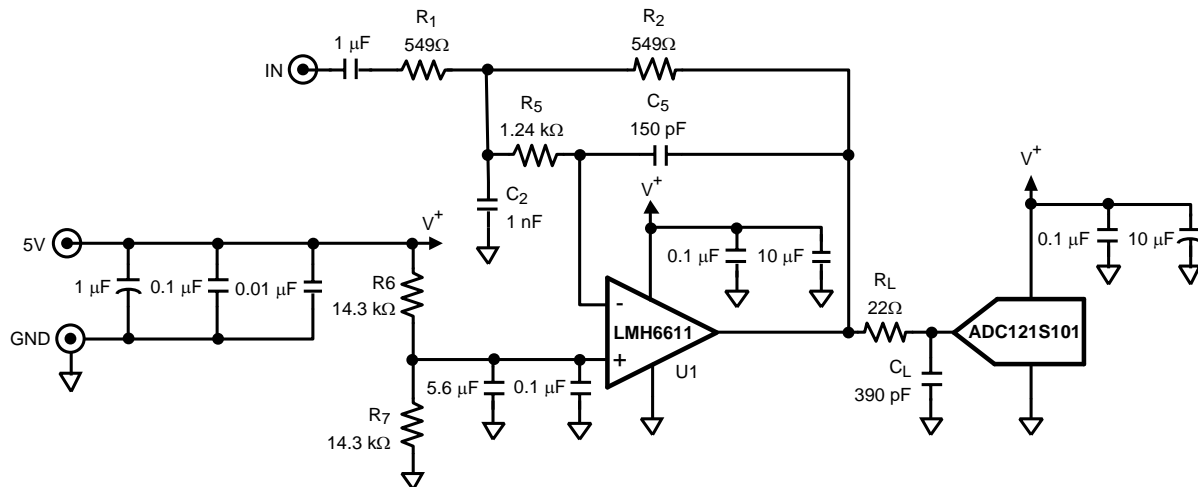 R1
549Ω
R2
549Ω
1 μF
IN
R5
1.24 kΩ
C5
150 pF
C2
1 nF
V+
V+
V+
5V
GND
1 μF
0.1 μF
0.01 μF
R6
14.3 kΩ
0.1 μF
10 μF
0.1 μF
10 μF
-
LMH6611
+
U1
RL
22Ω
ADC121S101
CL
390 pF
5.6 μF
0.1 μF
R7
14.3 kΩ